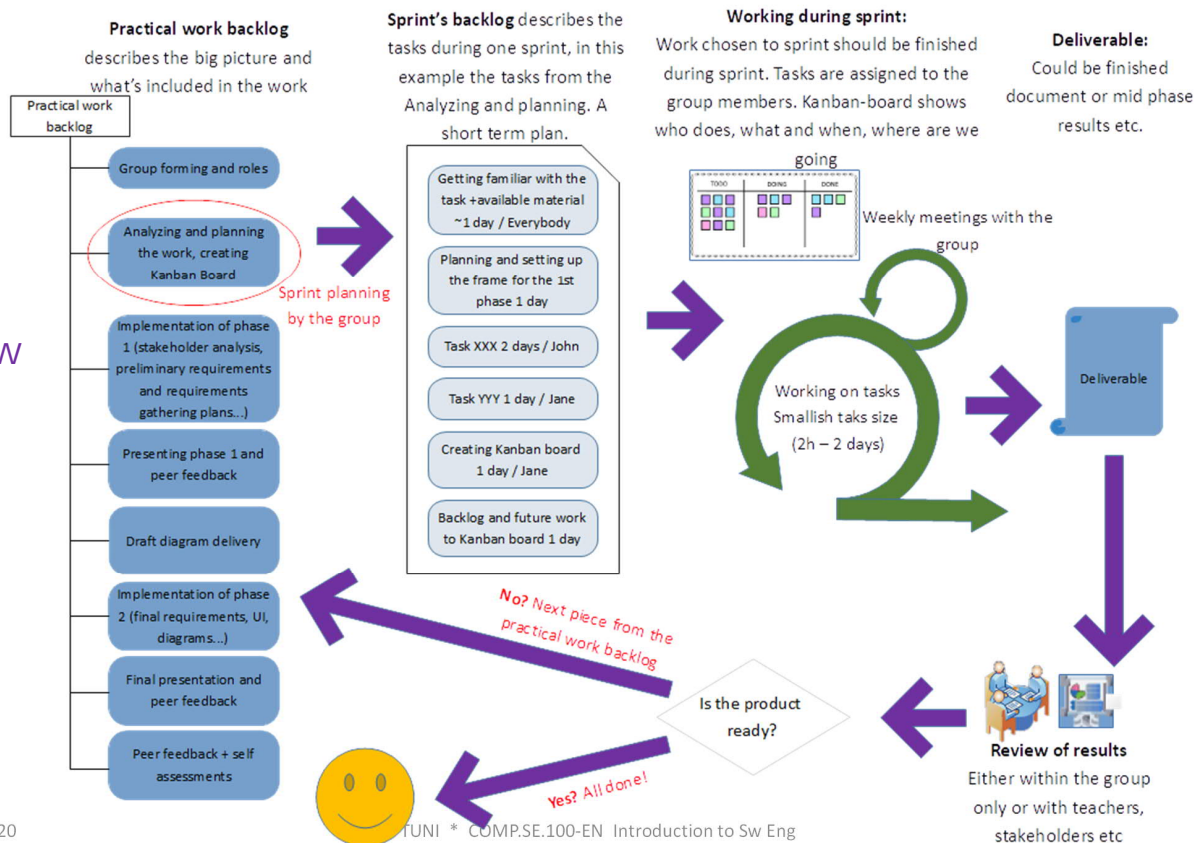 Practical work backlog
describes the big picture and
what's included in the work
Practical work
backlog
Group forming and roles
Analyzing and planning
the work, creating
Kanban Board
Sprint planning
by the group
Implementation of phase
1 (stakeholder analysis,
preliminary requirements
and requirements
gathering plans...)
Presenting phase 1 and
peer feedback
Draft diagram delivery
Implementation of phase
2 (final requirements, UI,
diagrams...)
Final presentation and
peer feedback
Peer feedback + self
assessments
Sprint's backlog describes the
tasks during one sprint, in this
example the tasks from the
Analyzing and planning. A
short term plan.
Getting familiar with the
task +available material
~1 day / Everybody
Planning and setting up
the frame for the 1st
phase 1 day
Task XXX 2 days / John
Task YYY 1 day / Jane
Creating Kanban board
1 day / Jane
Backlog and future work
to Kanban board 1 day
Working during sprint:
Work chosen to sprint should be finished
during sprint. Tasks are assigned to the
group members. Kanban-board shows
who does, what and when, where are we
going
TODO
DOING
DONE
Weekly meetings with the
group
Working on tasks
Smallish taks size
(2h – 2 days)
Deliverable:
Could be finished
document or mid phase
results etc.
Deliverable
Review of results
Either within the group
only or with teachers,
stakeholders etc
Is the product
ready?
No? Next piece from the
practical work backlog
Yes? All done!
w
20
TUNI * COMP.SE.100-EN Introduction to Sw Eng